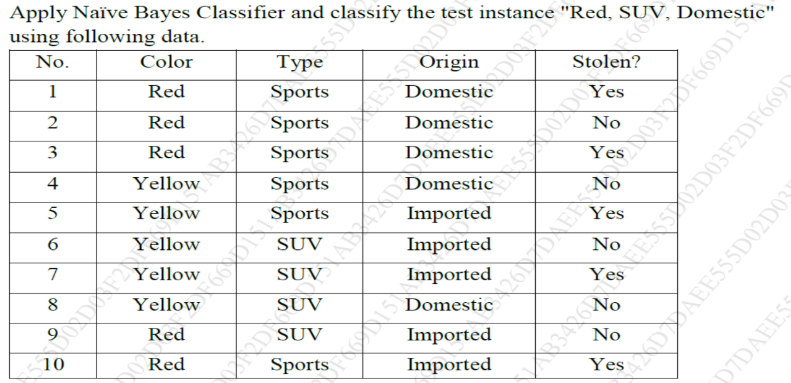 Apply Naïve Bayes Classifier and classify the test instance "Red, SUV, Domestic"
using following data.
No. Color Type Origin Stolen?
1 Red Sports Domestic Yes
2 Red Sports Domestic No
3 Red Sports Domestic Yes
4 Yellow Sports Domestic No
5 Yellow Sports Imported Yes
6 Yellow SUV Imported No
7 Yellow SUV Imported Yes
8 Yellow SUV Domestic No
9 Red SUV Imported No
10 Red Sports Imported Yes